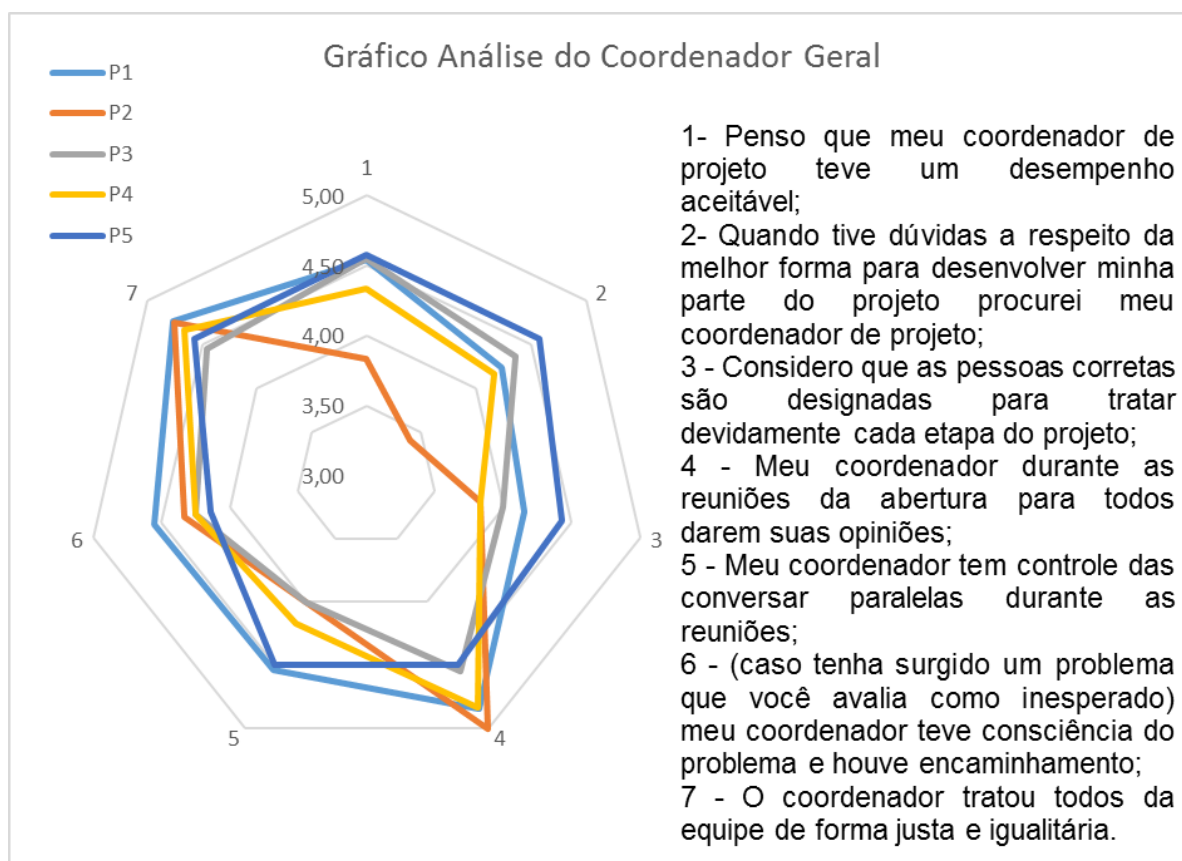 Gráfico Análise do Coordenador Geral
P1
P2
P3
P4
P5
1
5,00
4,50
4,00
3,50
3,00
2
3
4
5
6
7
1- Penso que meu coordenador de
projeto teve um desempenho
aceitável;
2- Quando tive dúvidas a respeito da
melhor forma para desenvolver minha
parte do projeto procurei meu
coordenador de projeto;
3 - Considero que as pessoas corretas
são designadas para tratar
devidamente cada etapa do projeto;
4 - Meu coordenador durante as
reuniões da abertura para todos
darem suas opiniões;
5 - Meu coordenador tem controle das
conversar paralelas durante as
reuniões;
6 - (caso tenha surgido um problema
que você avalia como inesperado)
meu coordenador teve consciência do
problema e houve encaminhamento;
7 - O coordenador tratou todos da
equipe de forma justa e igualitária.